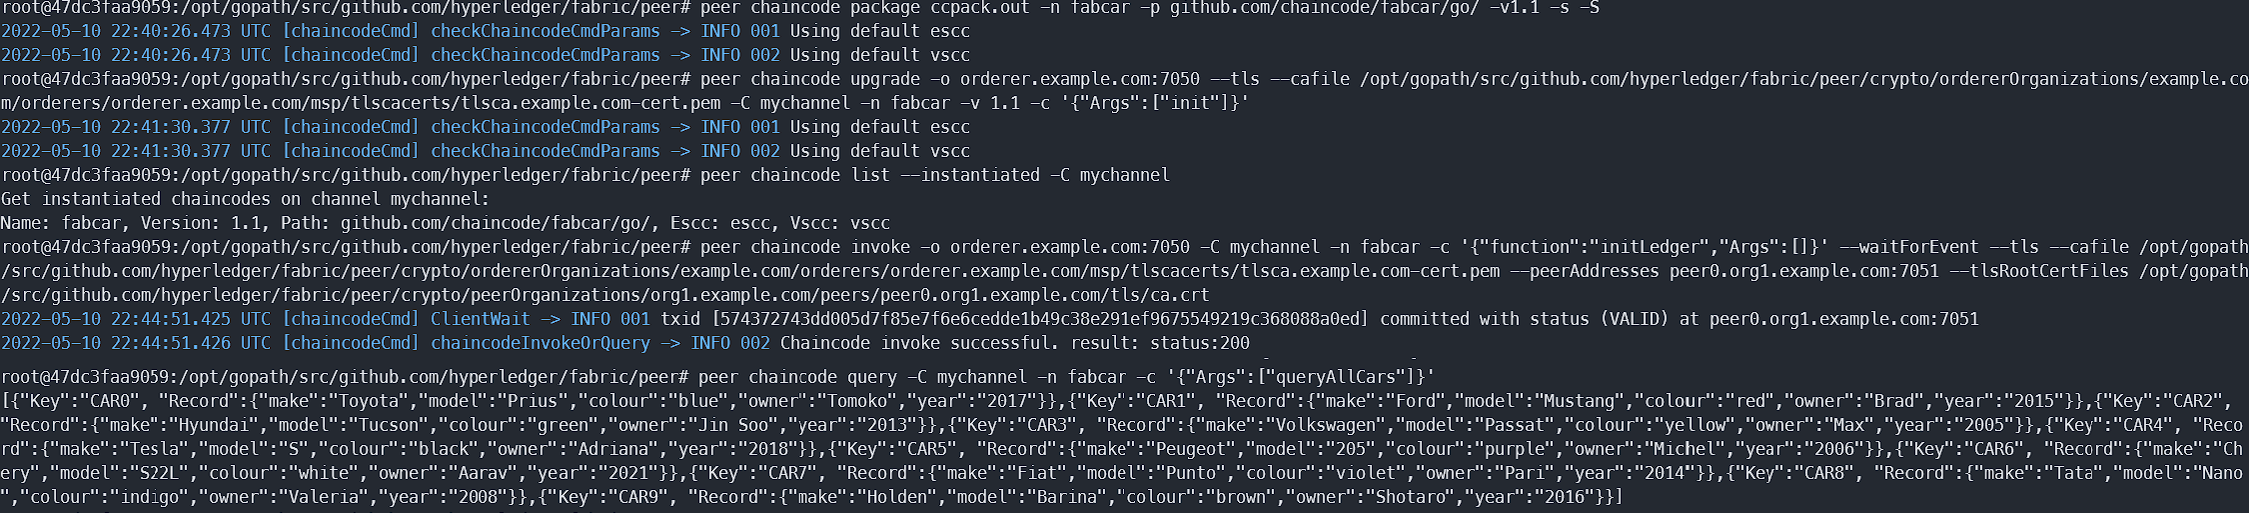 root@47dc3faa9059:/opt/gopath/src/github.com/hyperledger/fabric/peer# peer chaincode package ccpack.out -n fabcar -p github.com/chaincode/fabcar/go/ -v1.1 -s -S
2022-05-10 22:40:26.473 UTC [chaincodeCmd] checkChaincodeCmdParams -> INFO 001 Using default escc
2022-05-10 22:40:26.473 UTC [chaincodeCmd] checkChaincodeCmdParams -> INFO 002 Using default vscc
root@47dc3faa9059:/opt/gopath/src/github.com/hyperledger/fabric/peer# peer chaincode upgrade -o orderer.example.com:7050 --tls --cafile /opt/gopath/src/github.com/hyperledger/fabric/peer/crypto/ordererOrganizations/example.co
m/orderers/orderer.example.com/msp/tlscacerts/tlsca.example.com-cert.pem -C mychannel -n fabcar -v 1.1 -c '{"Args":["init"]}'
2022-05-10 22:41:30.377 UTC [chaincodeCmd] checkChaincodeCmdParams -> INFO 001 Using default escc
2022-05-10 22:41:30.377 UTC [chaincodeCmd] checkChaincodeCmdParams -> INFO 002 Using default vscc
root@47dc3faa9059:/opt/gopath/src/github.com/hyperledger/fabric/peer# peer chaincode list --instantiated -C mychannel
Get instantiated chaincodes on channel mychannel:
Name: fabcar, Version: 1.1, Path: github.com/chaincode/fabcar/go/, Escc: escc, Vscc: vscc
root@47dc3faa9059:/opt/gopath/src/github.com/hyperledger/fabric/peer# peer chaincode invoke -o orderer.example.com:7050 -C mychannel -n fabcar -c '{"function":"initLedger","Args":[]}' --waitForEvent --tls --cafile /opt/gopath
/src/github.com/hyperledger/fabric/peer/crypto/ordererOrganizations/example.com/orderers/orderer.example.com/msp/tlscacerts/tlsca.example.com-cert.pem --peerAddresses peer0.org1.example.com:7051 --tlsRootCertFiles /opt/gopath
/src/github.com/hyperledger/fabric/peer/crypto/peerOrganizations/org1.example.com/peers/peer0.org1.example.com/tls/ca.crt
2022-05-10 22:44:51.425 UTC [chaincodeCmd] ClientWait -> INFO 001 txid [574372743dd005d7f85e7f6e6cedde1b49c38e291ef9675549219c368088a0ed] committed with status (VALID) at peer0.org1.example.com:7051
2022-05-10 22:44:51.426 UTC [chaincodeCmd] chaincodeInvokeOrQuery -> INFO 002 Chaincode invoke successful. result: status:200
root@47dc3faa9059:/opt/gopath/src/github.com/hyperledger/fabric/peer# peer chaincode query -C mychannel -n fabcar -c '{"Args":["queryAllCars"]}'
[{"Key":"CAR0", "Record":{"make":"Toyota","model":"Prius","colour":"blue","owner":"Tomoko","year":"2017"}},{"Key":"CAR1", "Record":{"make":"Ford","model":"Mustang","colour":"red","owner":"Brad","year":"2015"}},{"Key":"CAR2",
"Record":{"make":"Hyundai","model":"Tucson","colour":"green","owner":"Jin Soo","year":"2013"}},{"Key":"CAR3", "Record":{"make":"Volkswagen","model":"Passat","colour":"yellow","owner":"Max","year":"2005"}},{"Key":"CAR4", "Reco
rd":{"make":"Tesla","model":"S","colour":"black","owner":"Adriana","year":"2018"}},{"Key":"CAR5", "Record":{"make":"Peugeot","model":"205","colour":"purple","owner":"Michel","year":"2006"}},{"Key":"CAR6", "Record":{"make":"Ch
ery","model":"S22L","colour":"white","owner":"Aarav","year":"2021"}},{"Key":"CAR7", "Record":{"make":"Fiat","model":"Punto","colour":"violet","owner":"Pari","year":"2014"}},{"Key":"CAR8", "Record":{"make":"Tata","model":"Nano
","colour":"indigo","owner":"Valeria","year":"2008"}},{"Key":"CAR9", "Record":{"make":"Holden","model":"Barina","colour":"brown","owner":"Shotaro","year":"2016"}}]